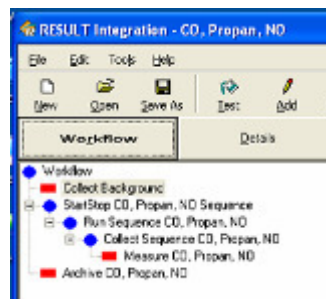 RESULT Integration - CO, Propan, NO
File Edit Tools Help
New Open Save As Test Add
Workflow Details
Workflow
Collect Background
StartStop CO, Propan, NO Sequence
Run Sequence CO, Propan, NO
Collect Sequence CO, Propan, NO
Measure CO, Propan, NO
Archive CO, Propan, NO